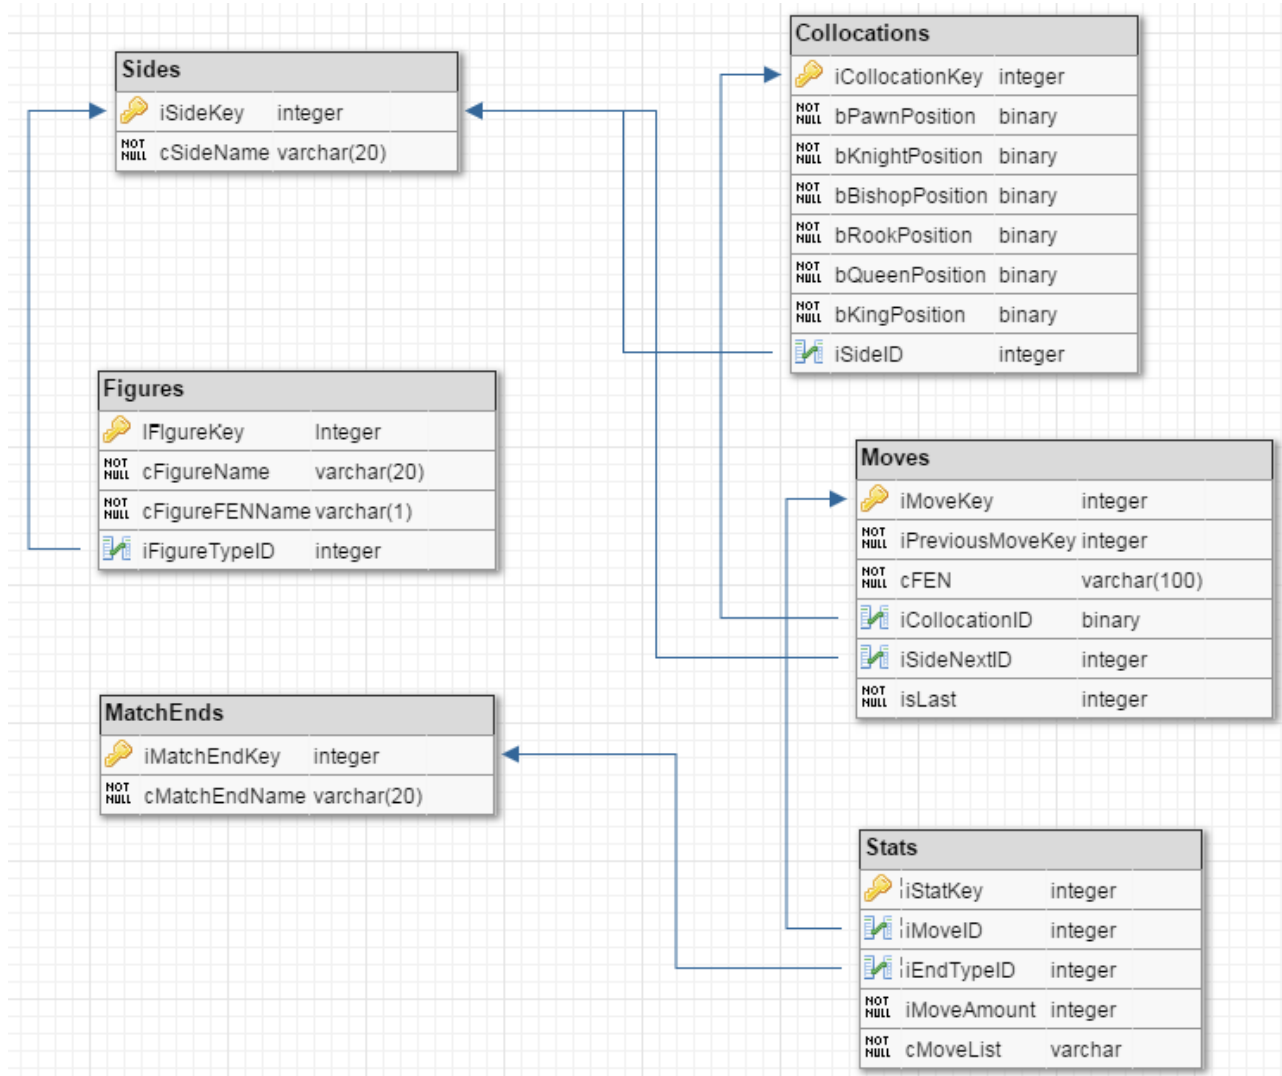 Sides
iSideKey integer
NOT NULL cSideName varchar(20)
Collocations
iCollocationKey integer
NOT NULL bPawnPosition binary
NOT NULL bKnightPosition binary
NOT NULL bBishopPosition binary
NOT NULL bRookPosition binary
NOT NULL bQueenPosition binary
NOT NULL bKingPosition binary
iSideID integer
Figures
IFIgureKey Integer
NOT NULL cFigureName varchar(20)
NOT NULL cFigureFENName varchar(1)
iFigureTypeID integer
Moves
iMoveKey integer
NOT NULL iPreviousMoveKey integer
NOT NULL cFEN varchar(100)
iCollocationID binary
iSideNextID integer
NOT NULL isLast integer
MatchEnds
iMatchEndKey integer
NOT NULL cMatchEndName varchar(20)
Stats
iStatKey integer
iMoveID integer
iEndTypeID integer
NOT NULL iMoveAmount integer
NOT NULL cMoveList varchar